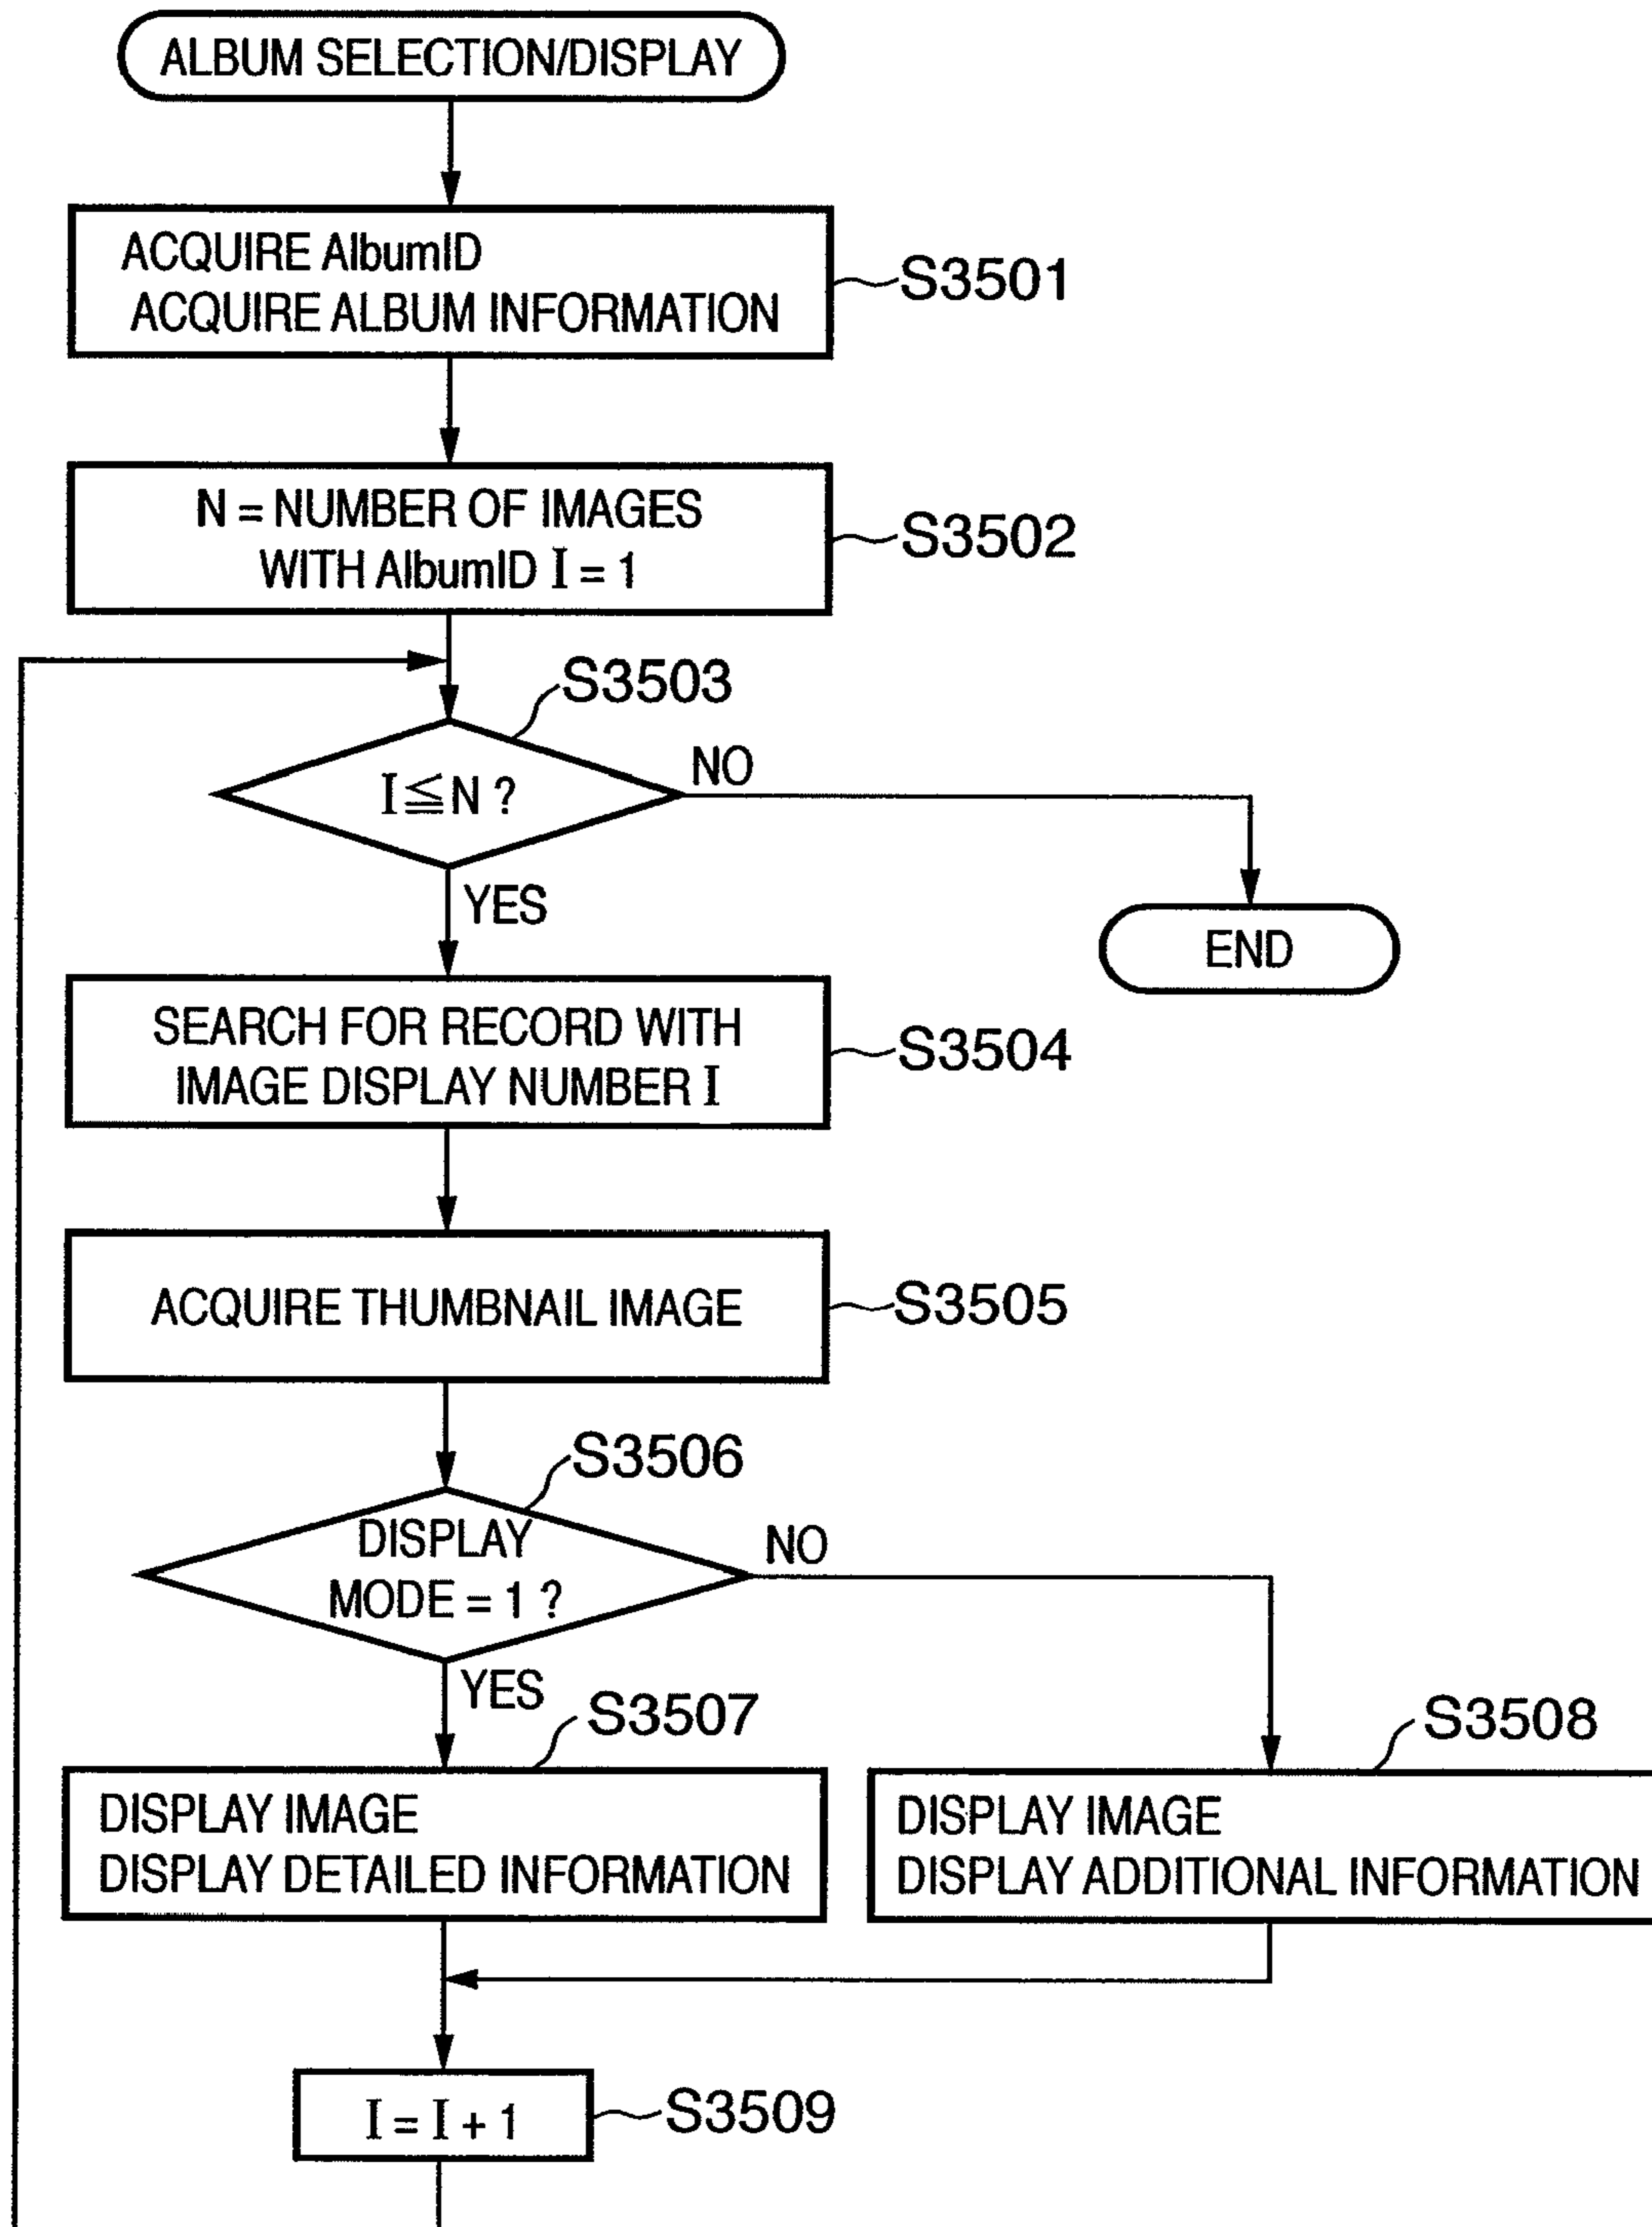 ALBUM SELECTION/DISPLAY
ACQUIRE AlbumID
ACQUIRE ALBUM INFORMATION
S3501
N = NUMBER OF IMAGES
WITH AlbumID I = 1
S3502
S3503
I≦N ?
NO
YES
END
SEARCH FOR RECORD WITH
IMAGE DISPLAY NUMBER I
S3504
ACQUIRE THUMBNAIL IMAGE
S3505
S3506
DISPLAY
MODE = 1 ?
NO
YES
S3507
S3508
DISPLAY IMAGE
DISPLAY DETAILED INFORMATION
DISPLAY IMAGE
DISPLAY ADDITIONAL INFORMATION
I = I + 1
S3509